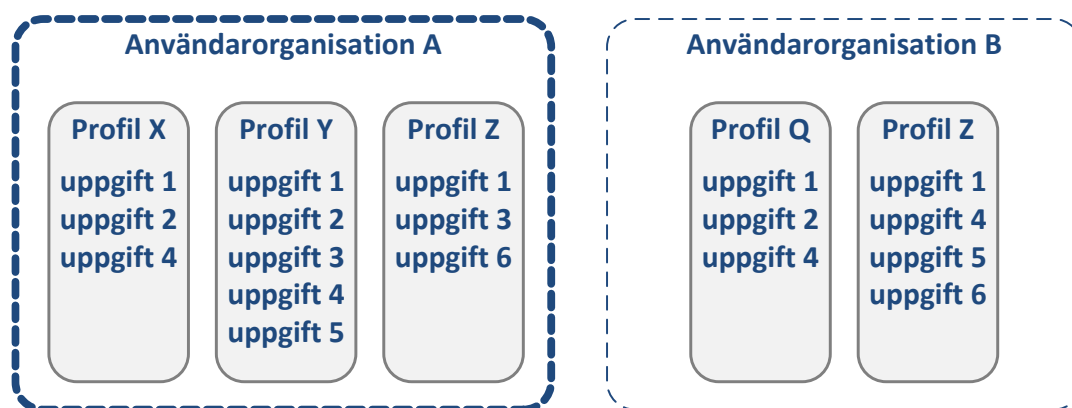 Användarorganisation A
Profil X
uppgift 1
uppgift 2
uppgift 4
Profil Y
uppgift 1
uppgift 2
uppgift 3
uppgift 4
uppgift 5
Profil Z
uppgift 1
uppgift 3
uppgift 6
Användarorganisation B
Profil Q
uppgift 1
uppgift 2
uppgift 4
Profil Z
uppgift 1
uppgift 4
uppgift 5
uppgift 6